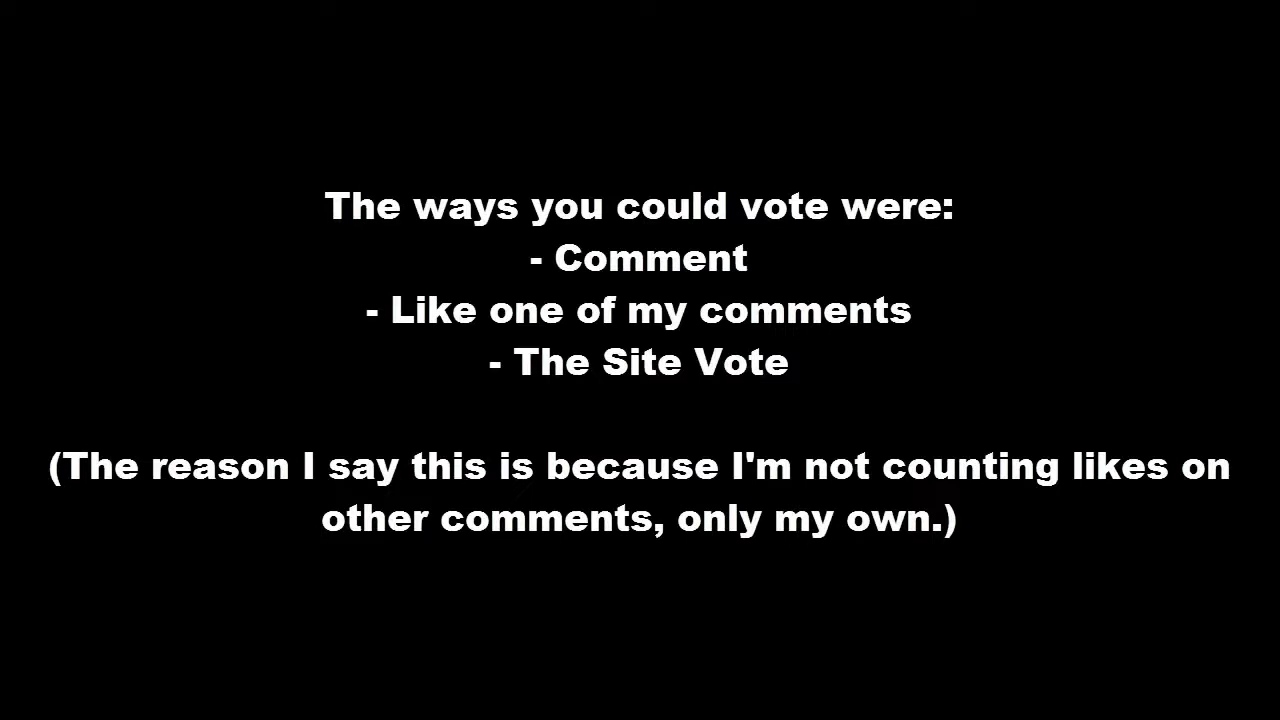 The ways you could vote were:
- Comment
- Like one of my comments
- The Site Vote
(The reason I say this is because I'm not counting likes on
other comments, only my own.)